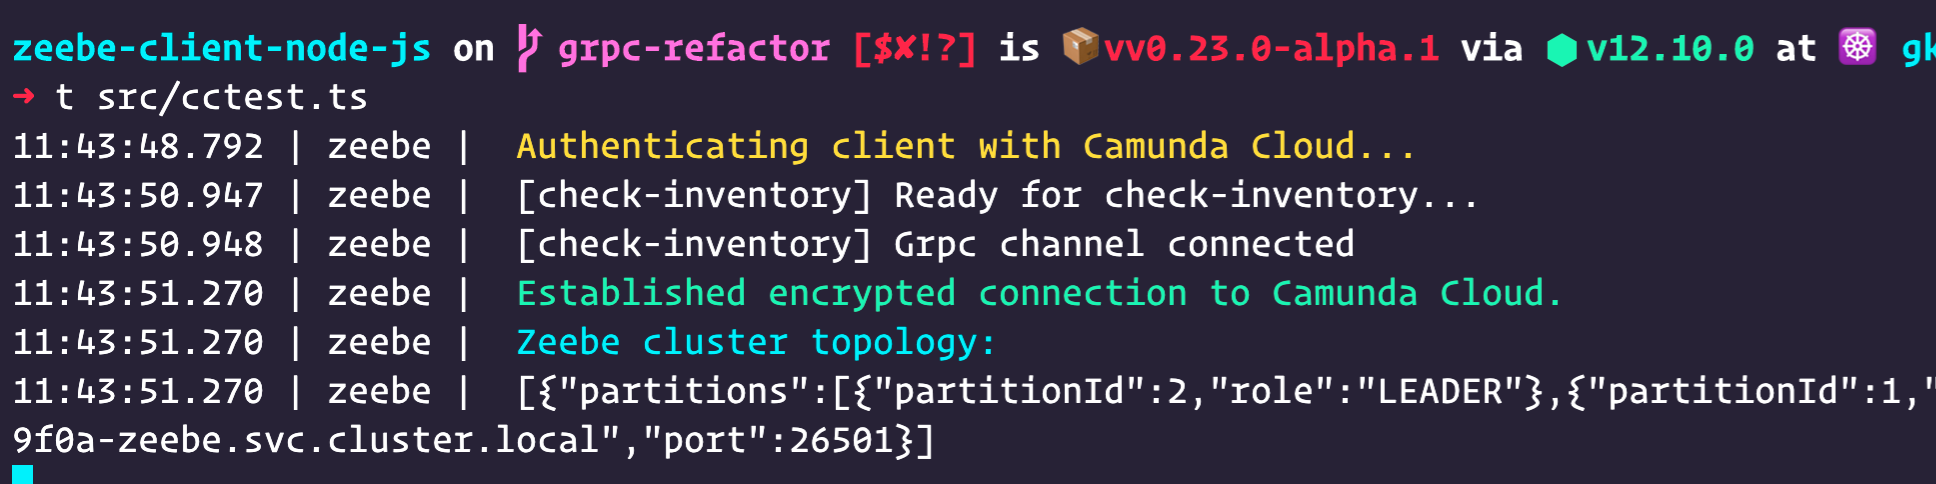 zeebe-client-node-js on grpc-refactor [$✘!?] is 📦vv0.23.0-alpha.1 via ⬢ v12.10.0 at ☸ gk
➜ t src/cctest.ts
11:43:48.792 | zeebe |  Authenticating client with Camunda Cloud...
11:43:50.947 | zeebe |  [check-inventory] Ready for check-inventory...
11:43:50.948 | zeebe |  [check-inventory] Grpc channel connected
11:43:51.270 | zeebe |  Established encrypted connection to Camunda Cloud.
11:43:51.270 | zeebe |  Zeebe cluster topology:
11:43:51.270 | zeebe |  [{"partitions":[{"partitionId":2,"role":"LEADER"},{"partitionId":1,"
9f0a-zeebe.svc.cluster.local","port":26501}]